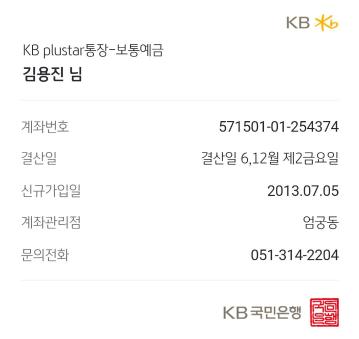 KB
KB plustar통장-보통예금
김용진 님
계좌번호 571501-01-254374
결산일 결산일 6,12월 제2금요일
신규가입일 2013.07.05
계좌관리점 엄궁동
문의전화 051-314-2204
KB국민은행